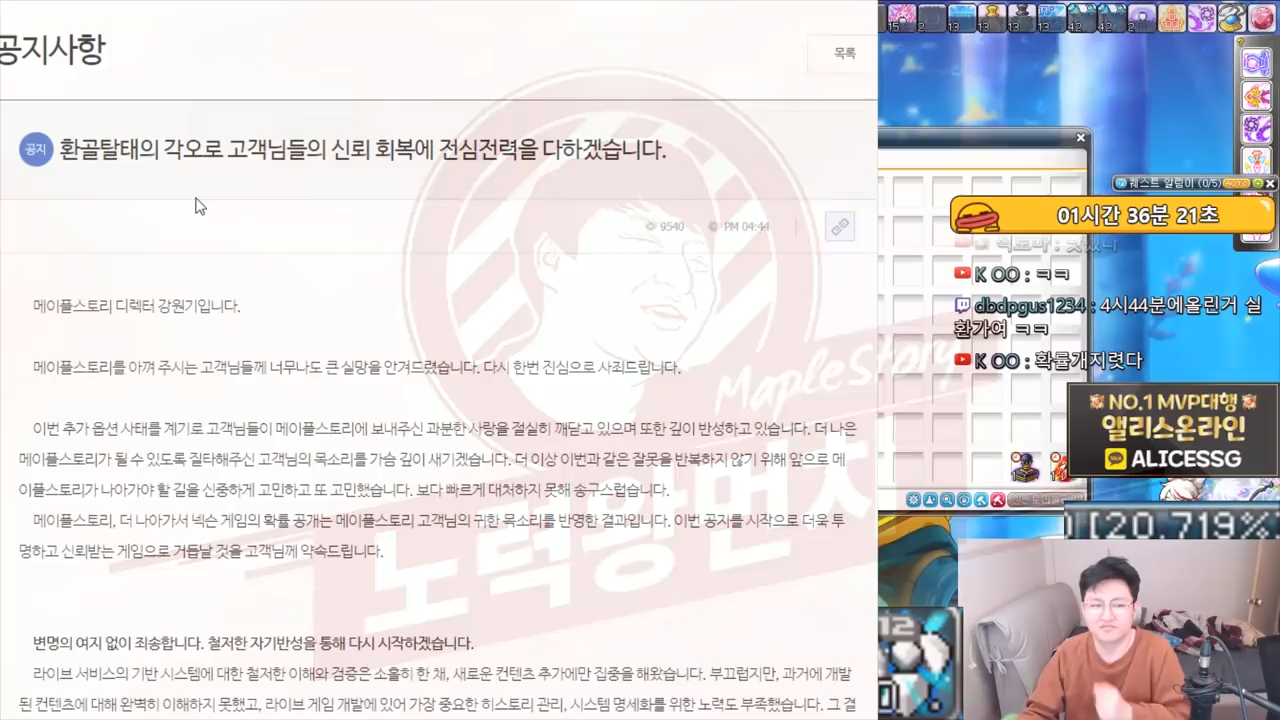 공지사항
목록
공지 환골탈태의 각오로 고객님들의 신뢰 회복에 전심전력을 다하겠습니다.
9540 PM 04:44
메이플스토리 디렉터 강원기입니다.
메이플스토리를 아껴 주시는 고객님들께 너무나도 큰 실망을 안겨드렸습니다. 다시 한번 진심으로 사죄드립니다.
이번 추가 옵션 사태를 계기로 고객님들이 메이플스토리에 보내주신 과분한 사랑을 절실히 깨닫고 있으며 또한 깊이 반성하고 있습니다. 더 나은
메이플스토리가 될 수 있도록 질타해주신 고객님의 목소리를 가슴 깊이 새기겠습니다. 더 이상 이번과 같은 잘못을 반복하지 않기 위해 앞으로 메
이플스토리가 나아가야 할 길을 신중하게 고민하고 또 고민했습니다. 보다 빠르게 대처하지 못해 송구스럽습니다.
메이플스토리, 더 나아가서 넥슨 게임의 확률 공개는 메이플스토리 고객님의 귀한 목소리를 반영한 결과입니다. 이번 공지를 시작으로 더욱 투
명하고 신뢰받는 게임으로 거듭날 것을 고객님께 약속드립니다.
변명의 여지 없이 죄송합니다. 철저한 자기반성을 통해 다시 시작하겠습니다.
라이브 서비스의 기반 시스템에 대한 철저한 이해와 검증은 소홀히 한 채, 새로운 컨텐츠 추가에만 집중을 해왔습니다. 부끄럽지만, 과거에 개발
된 컨텐츠에 대해 완벽히 이해하지 못했고, 라이브 게임 개발에 있어 가장 중요한 히스토리 관리, 시스템 명세화를 위한 노력도 부족했습니다. 그 결
MapleStory
15 2 13 13 13 13 42 42 2
퀘스트 알림이 (0/5) AUTO
01시간 36분 21초
K OO : ㅋㅋ
dbdpgus1234 : 4시44분에올린거 실
환가여 ㅋㅋ
K OO : 확률개지렸다
NO.1 MVP대행
앨리스온라인
TALK ALICESSG
[20.719%
12